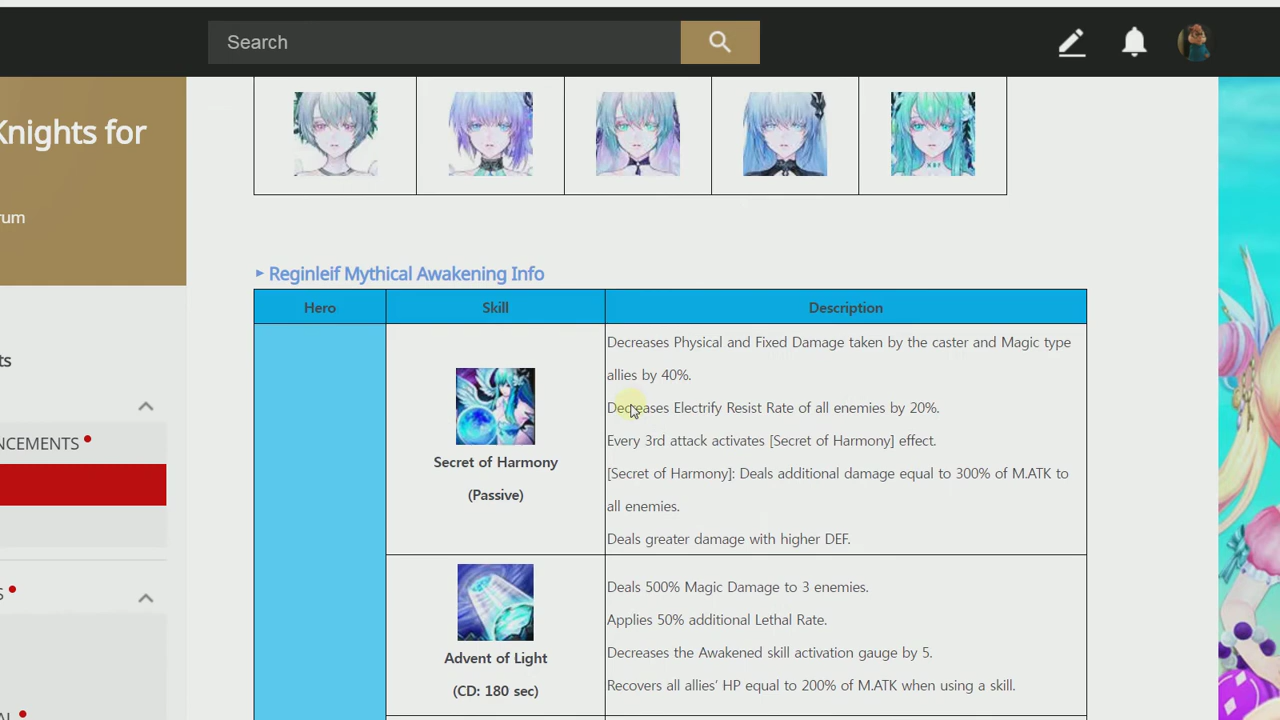 Search
Knights for
rum
ts
NCEMENTS
S
AL
▸ Reginleif Mythical Awakening Info
Hero Skill Description
Secret of Harmony
(Passive)
Decreases Physical and Fixed Damage taken by the caster and Magic type
allies by 40%.
Decreases Electrify Resist Rate of all enemies by 20%.
Every 3rd attack activates [Secret of Harmony] effect.
[Secret of Harmony]: Deals additional damage equal to 300% of M.ATK to
all enemies.
Deals greater damage with higher DEF.
Advent of Light
(CD: 180 sec)
Deals 500% Magic Damage to 3 enemies.
Applies 50% additional Lethal Rate.
Decreases the Awakened skill activation gauge by 5.
Recovers all allies’ HP equal to 200% of M.ATK when using a skill.